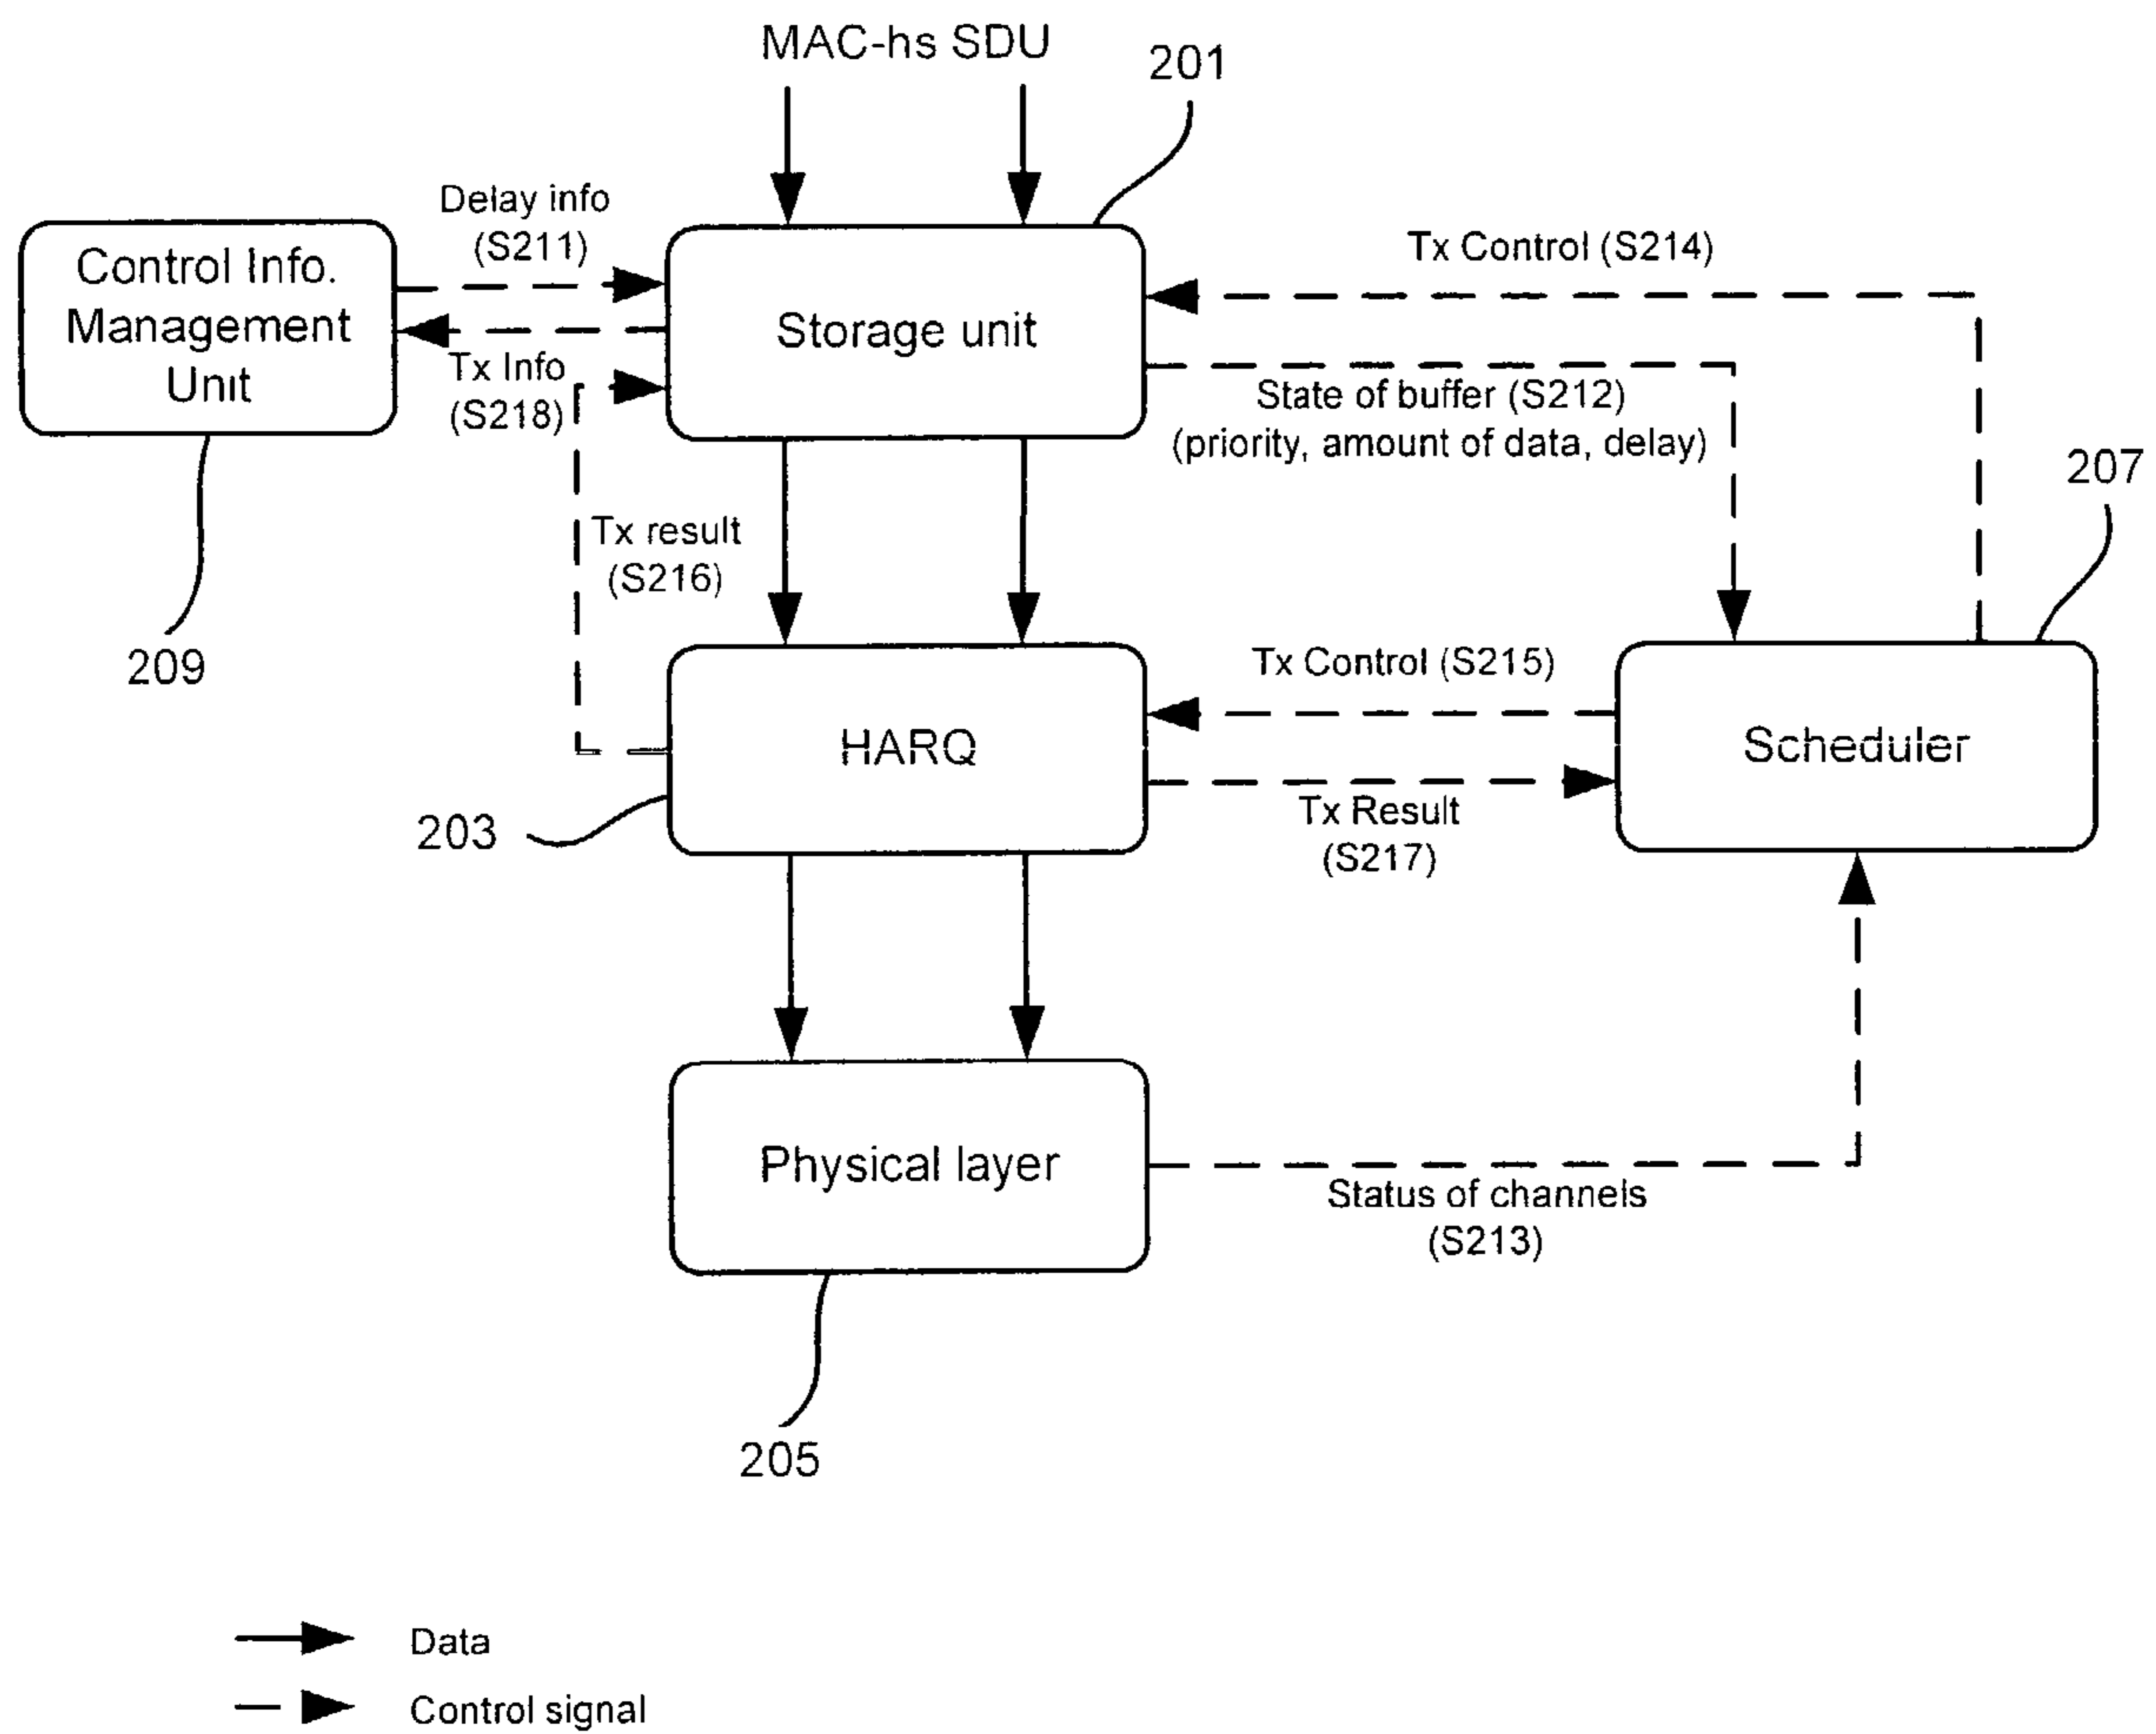 MAC-hs SDU
201
Delay info
(S211)
Control Info.
Management
Unit
Tx Control (S214)
Storage unit
Tx Info
(S218)
State of buffer (S212)
(priority, amount of data, delay)
207
Tx result
(S216)
209
Tx Control (S215)
HARQ
Scheduler
203
Tx Result
(S217)
Physical layer
Status of channels
(S213)
205
Data
Control signal